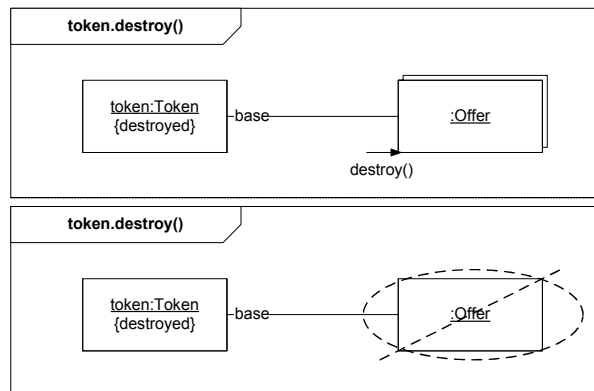 token.destroy()
token:Token
{destroyed}
base
:Offer
destroy()
token.destroy()
token:Token
{destroyed}
base
:Offer